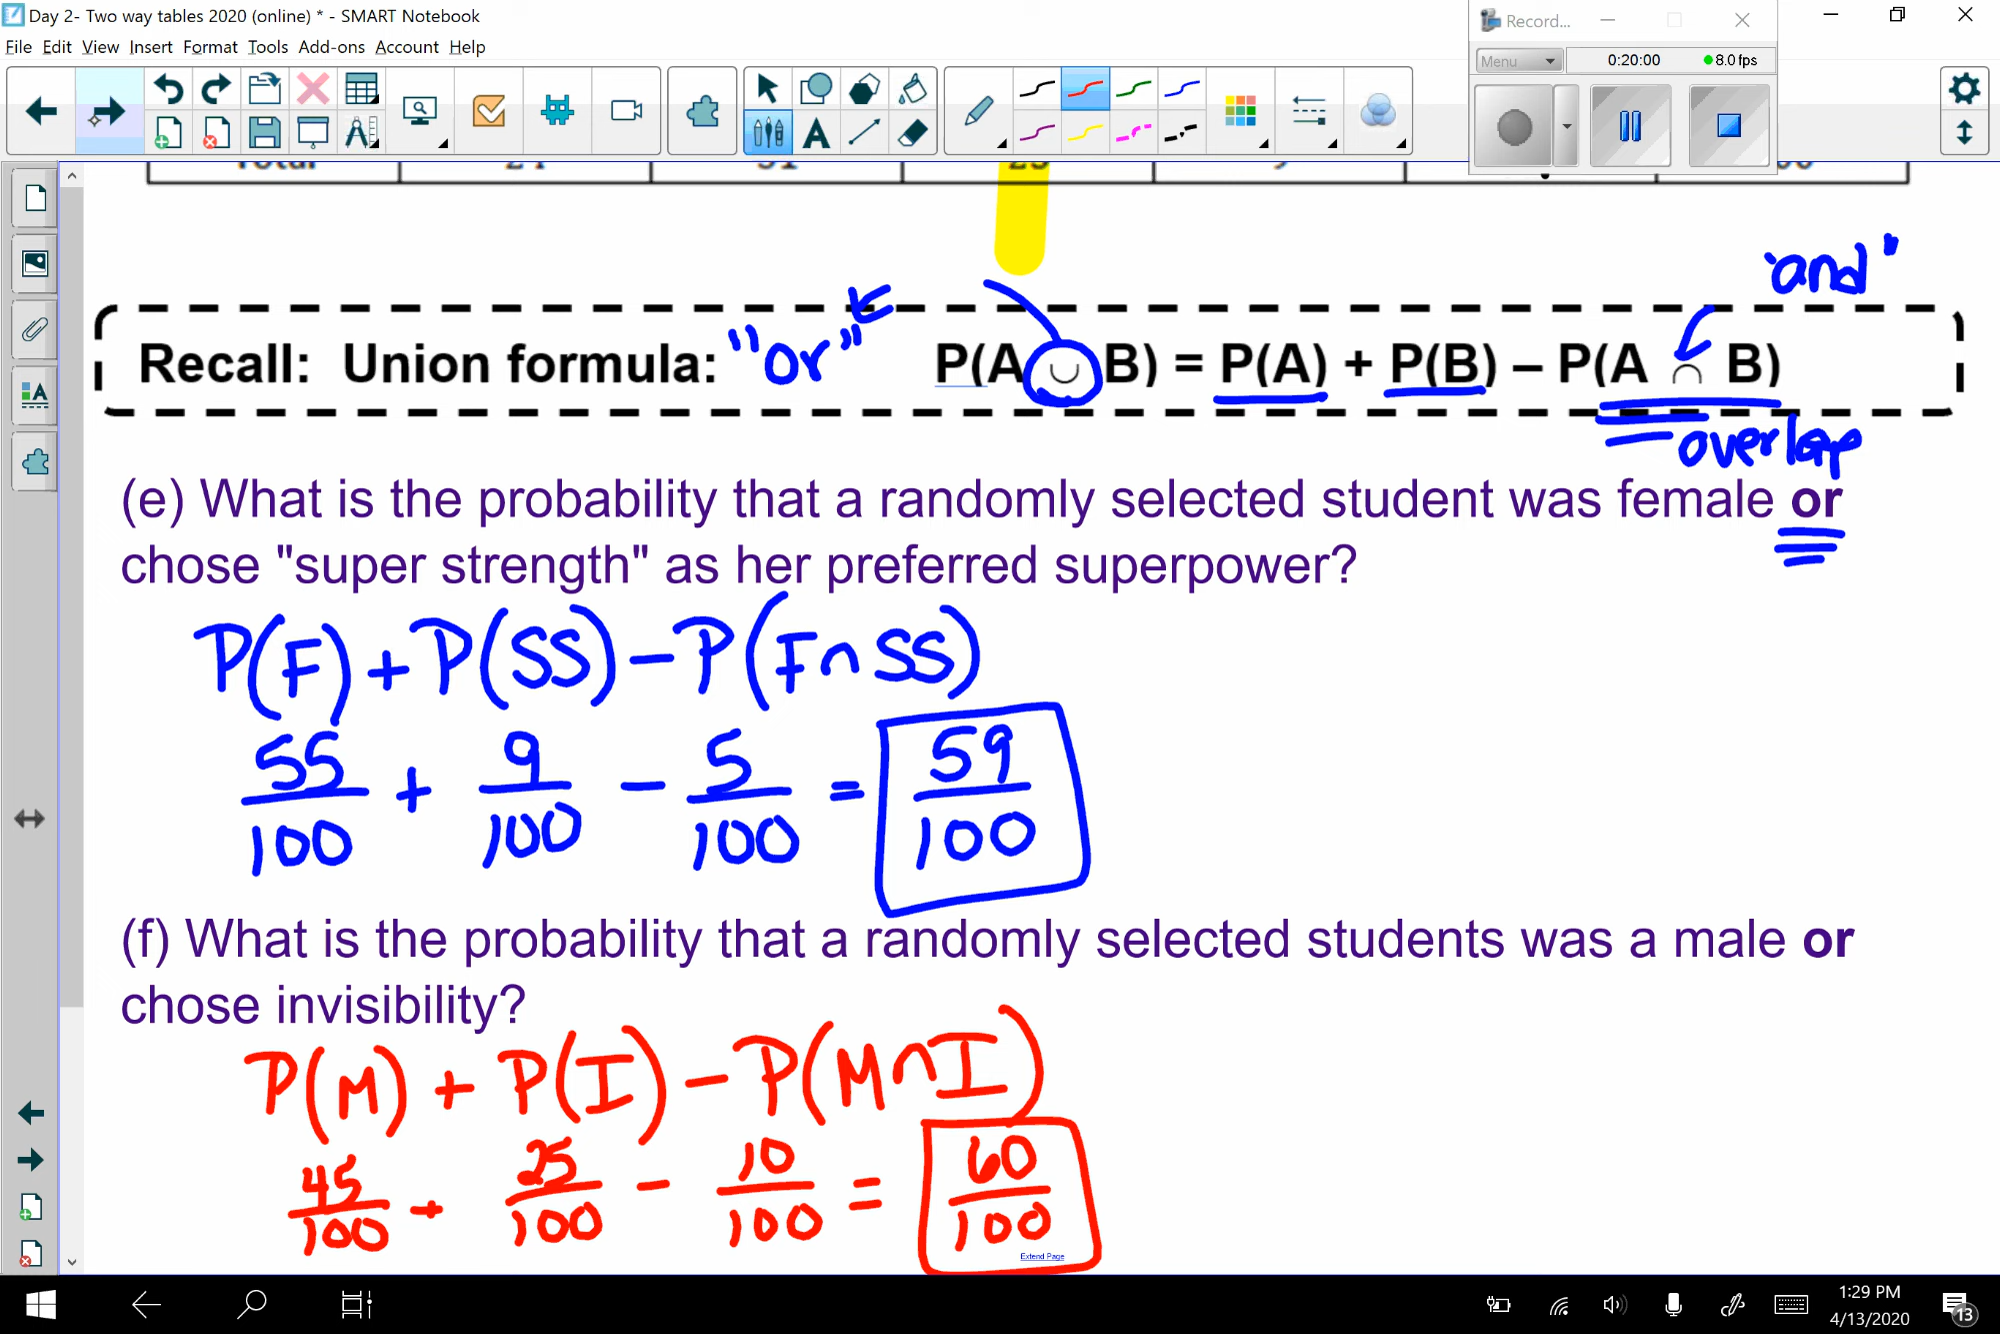 Day 2- Two way tables 2020 (online) * - SMART Notebook
Record...
File Edit View Insert Format Tools Add-ons Account Help
Menu 0:20:00 8.0 fps
"and"
Recall: Union formula: "or" P(A ∪ B) = P(A) + P(B) – P(A ∩ B)
overlap
(e) What is the probability that a randomly selected student was female or
chose "super strength" as her preferred superpower?
P(F) + P(SS) – P(F∩SS)
55/100 + 9/100 – 5/100 = 59/100
(f) What is the probability that a randomly selected students was a male or
chose invisibility?
P(M) + P(I) – P(M∩I)
45/100 + 25/100 – 10/100 = 60/100
Extend Page
1:29 PM
4/13/2020
13